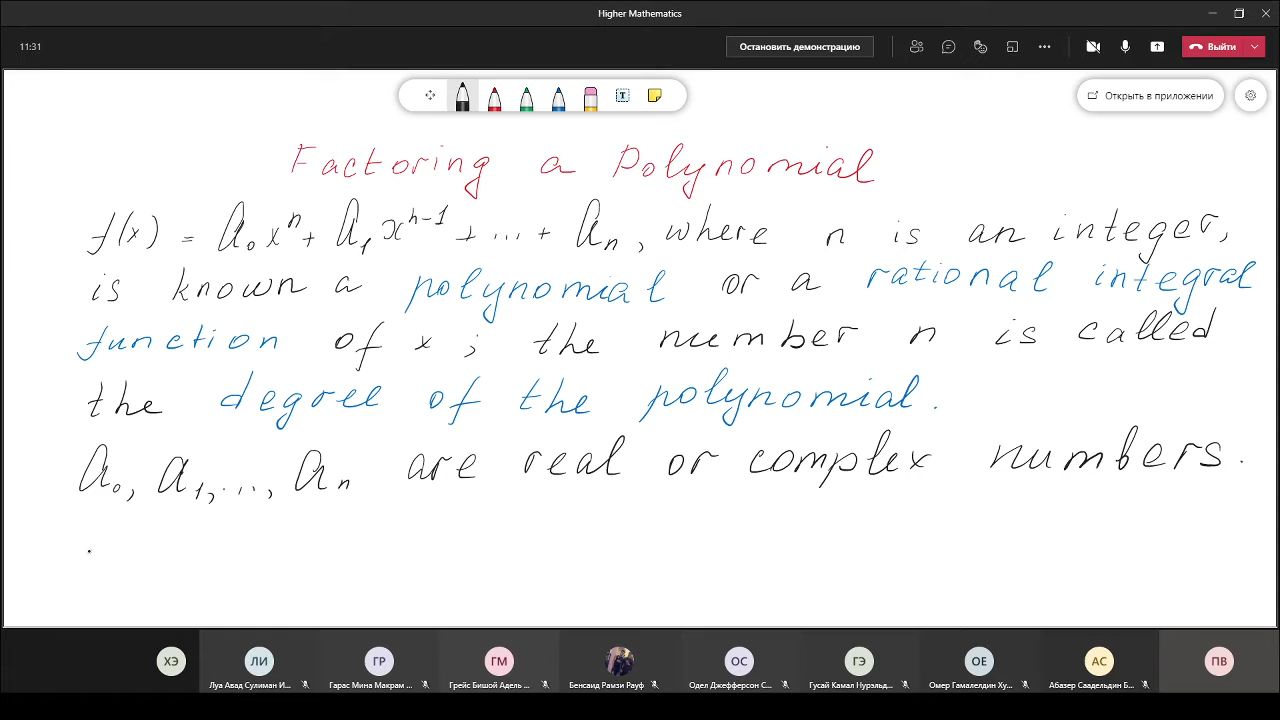 Higher Mathematics
11:31
Остановить демонстрацию
Выйти
Открыть в приложении
Factoring a Polynomial
f(x) = a₀xⁿ + a₁xⁿ⁻¹ + ... + aₙ, where n is an integer,
is known a polynomial or a rational integral
function of x ; the number n is called
the degree of the polynomial.
a₀, a₁, ..., aₙ are real or complex numbers.
ХЭ ЛИ ГР ГМ ОС ГЭ ОЕ АС ПВ
Луа Авад Сулиман И... Гарас Мина Макрам ... Грейс Бишой Адель ... Бенсаид Рамзи Рауф Одел Джефферсон С... Гусай Камал Нурэльд... Омер Гамалелдин Ху... Абазер Саадельдин Б...